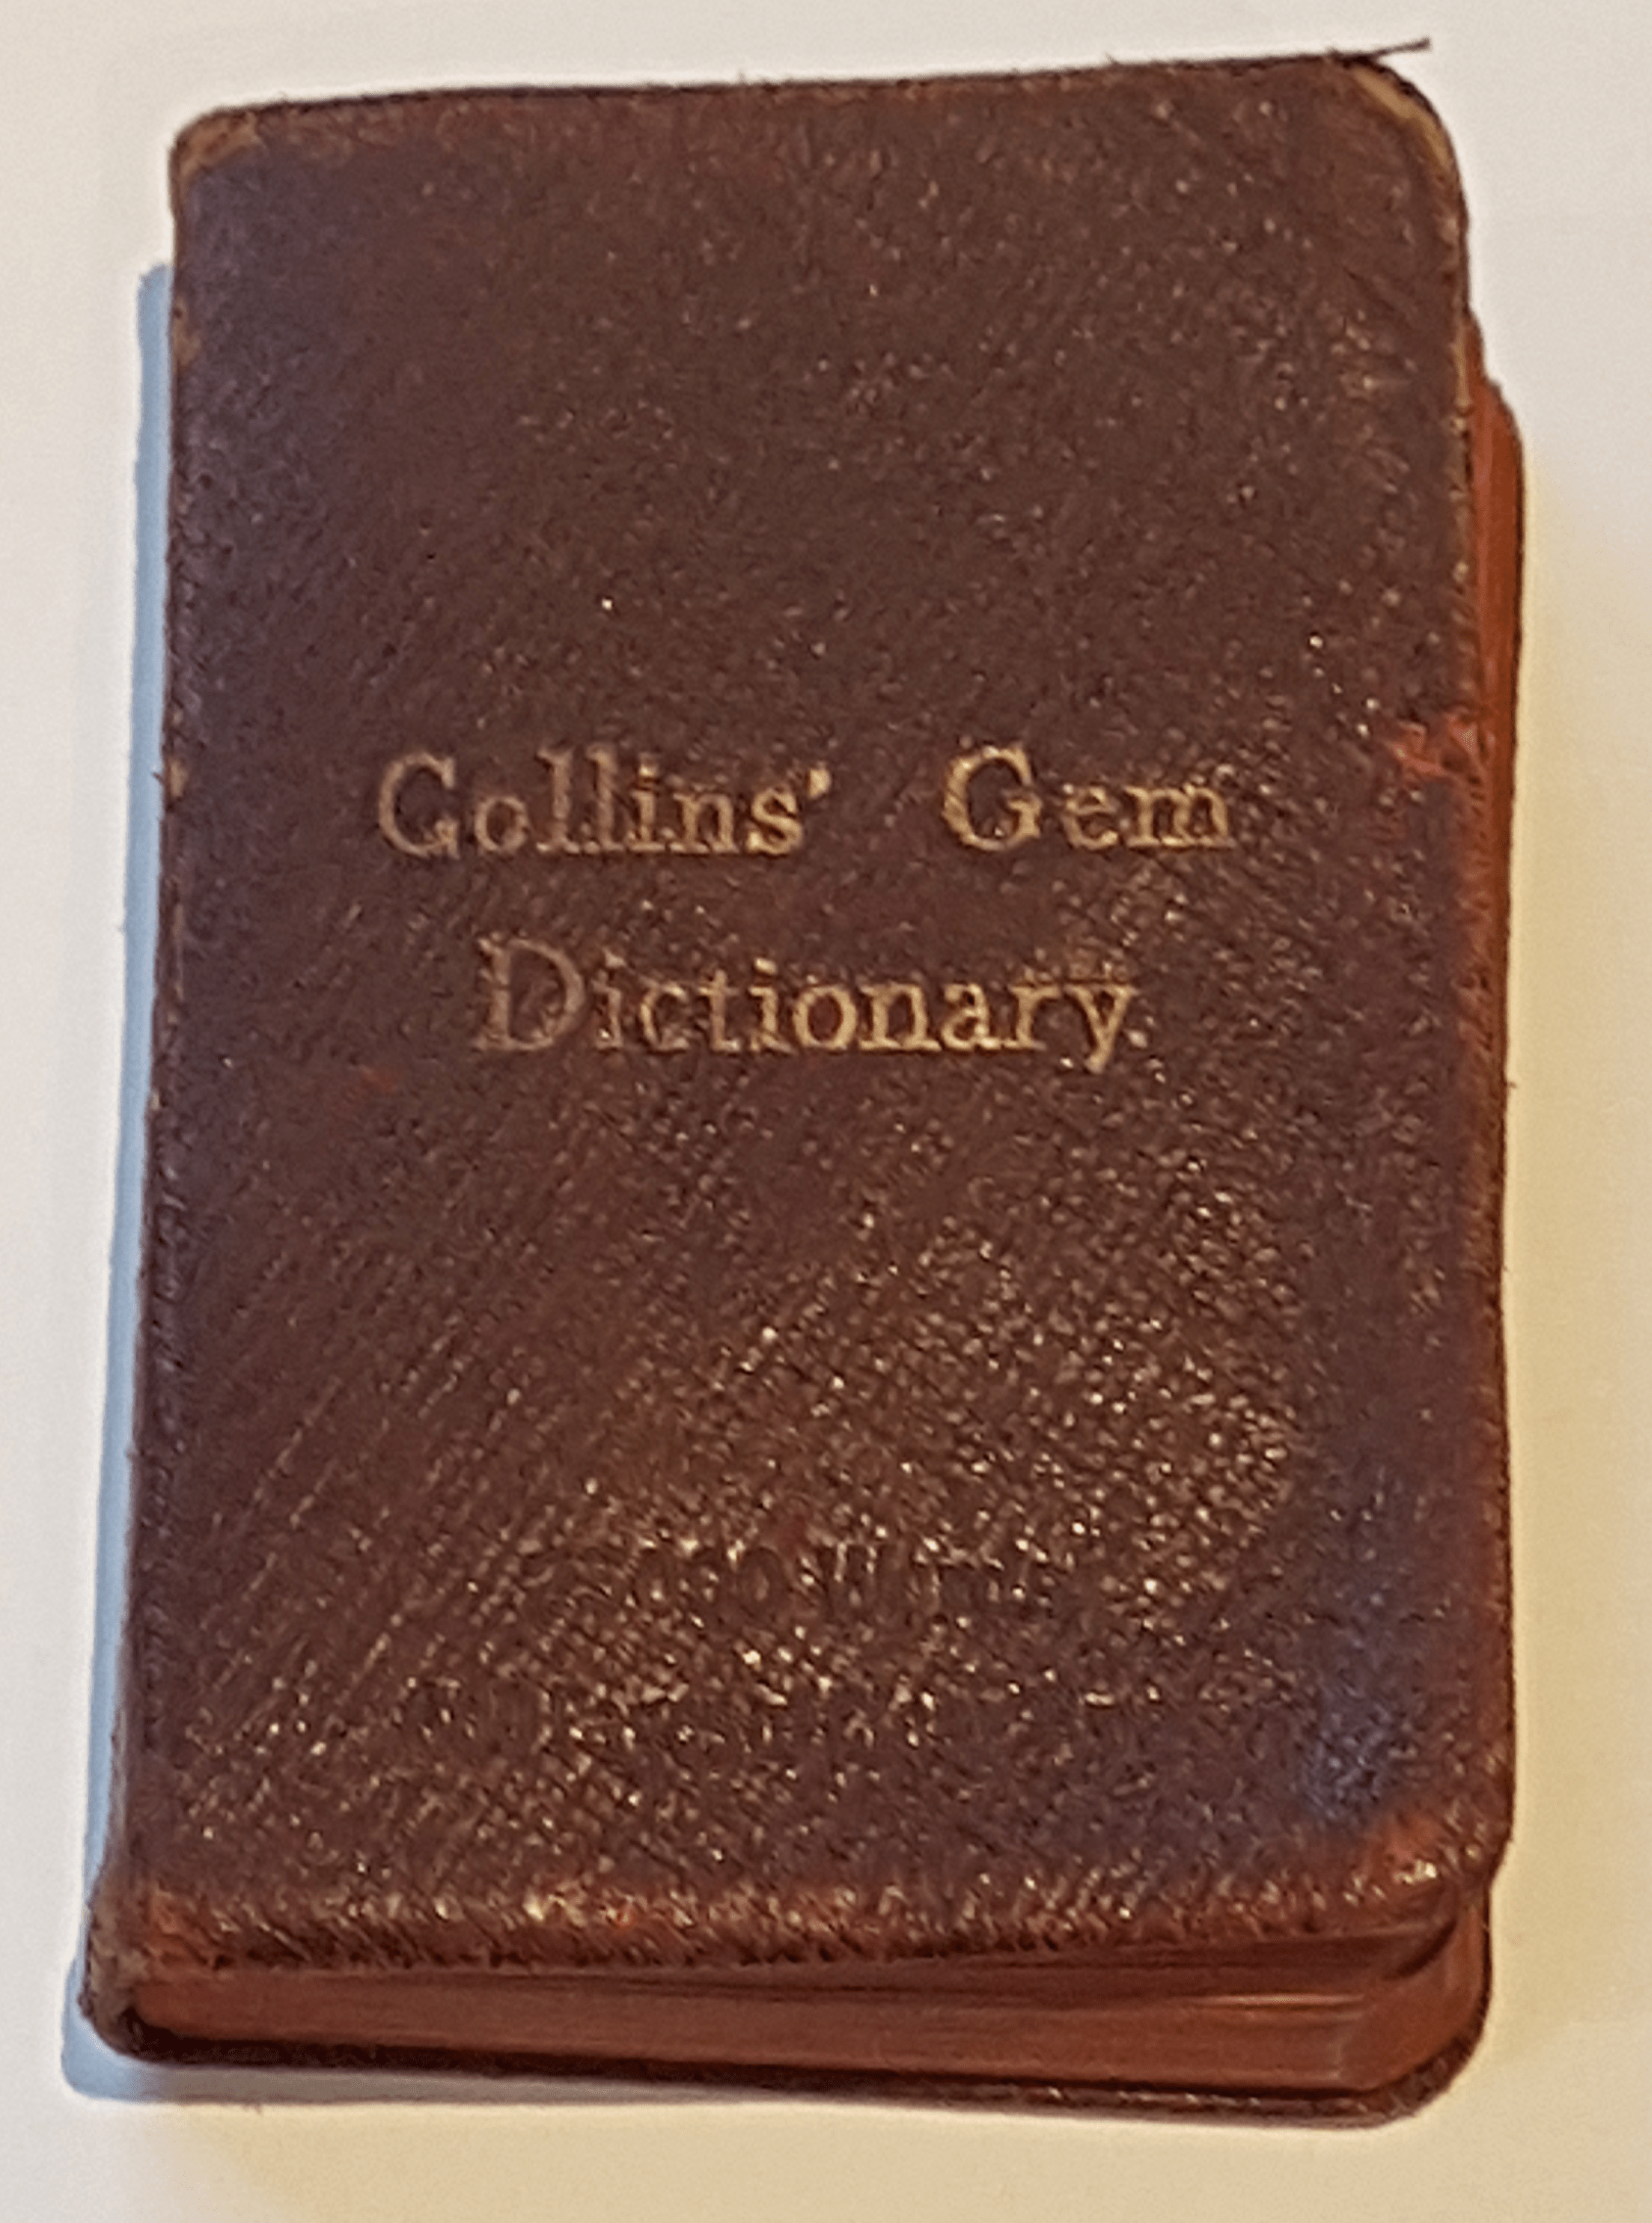 Collins' Gem
Dictionary.